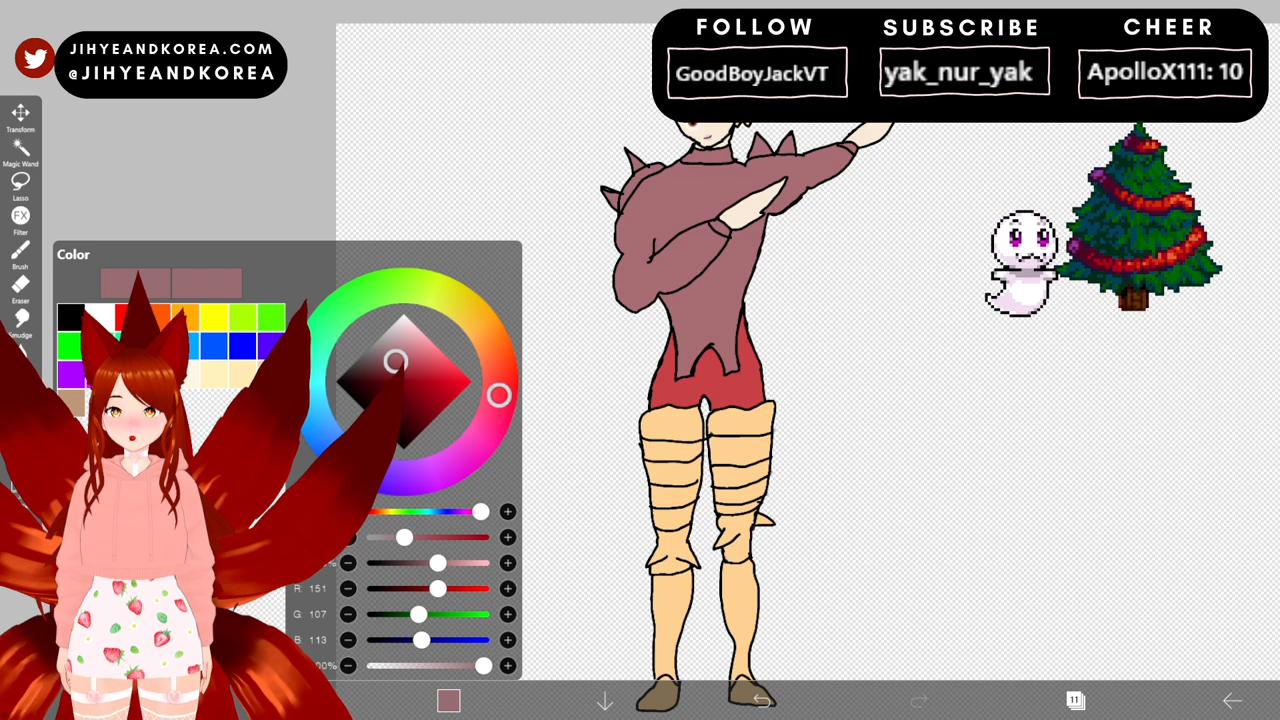 JIHYEANDKOREA.COM
@JIHYEANDKOREA
FOLLOW
GoodBoyJackVT
SUBSCRIBE
yak_nur_yak
CHEER
ApolloX111: 10
Transform
Magic Wand
Lasso
FX
Filter
Brush
Eraser
Smudge
Color
R: 151
G: 107
B: 113
11